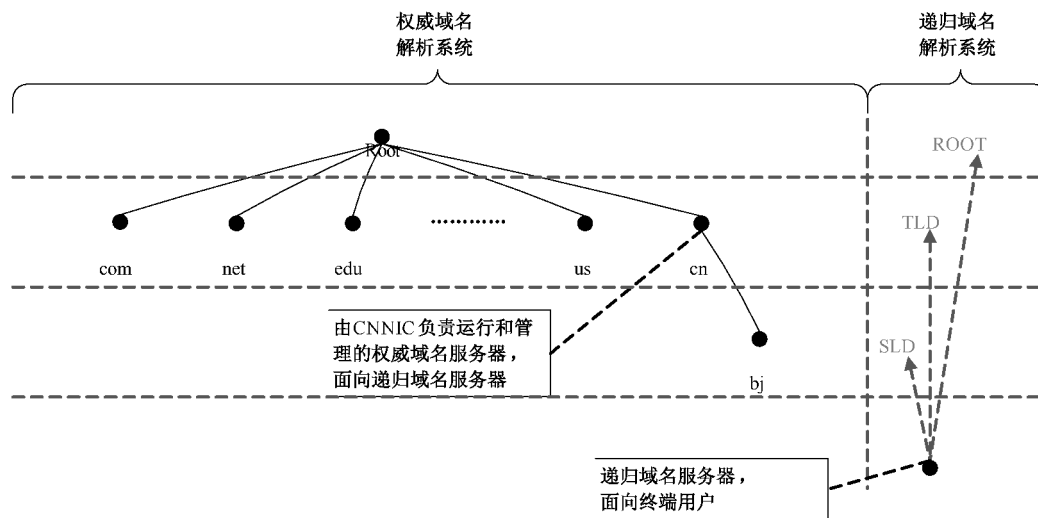 权威域名
解析系统
递归域名
解析系统
Root
ROOT
TLD
com
net
edu
us
cn
由CNNIC负责运行和管
理的权威域名服务器，
面向递归域名服务器
SLD
bj
递归域名服务器，
面向终端用户